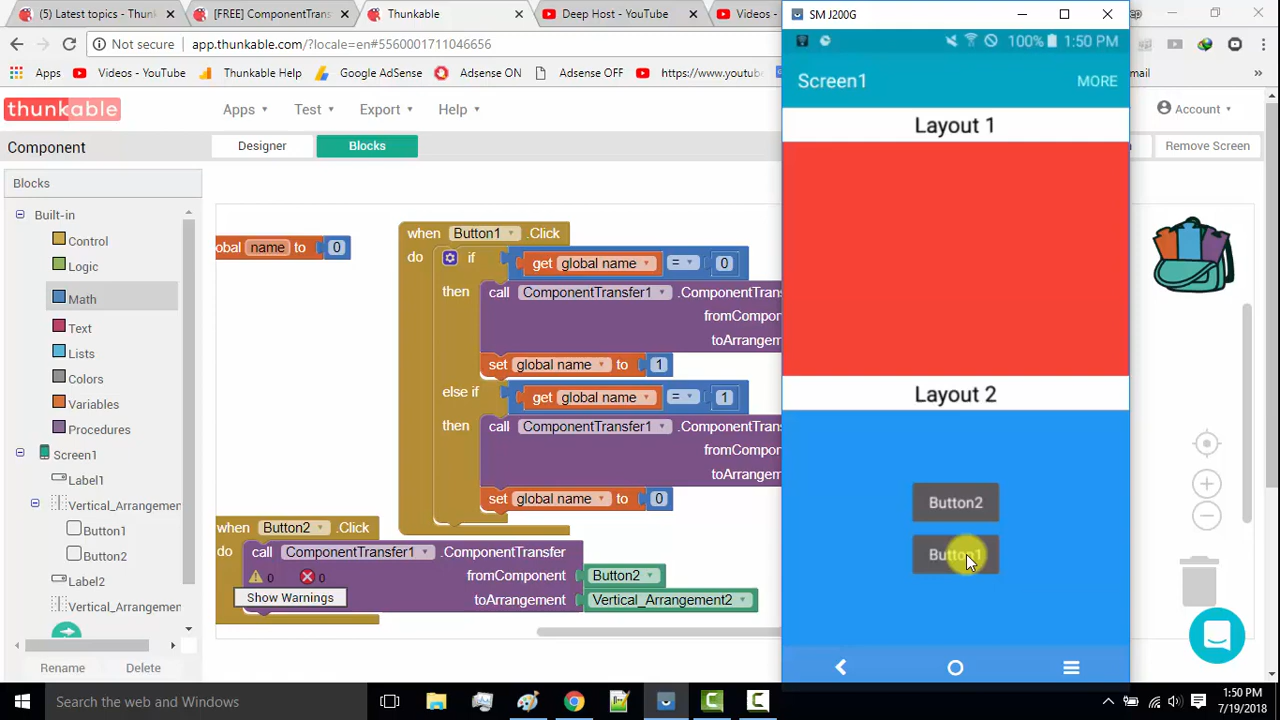 (5) Latest topics - Thunk
[FREE] ComponentTrans
Thunkable
Deep Host - YouTube
Videos -
SM J200G
Not secure
app.thunkable.com/?locale=en#5560001711046656
Apps
Videos - YouTube
Thunkable Help
Google AdSense
Adsense ON
Adsense OFF
https://www.youtub
mail
»
100%
1:50 PM
Screen1
MORE
thunkable
Apps
Test
Export
Help
Account
Component
Designer
Blocks
Remove Screen
Blocks
Built-in
Control
Logic
Math
Text
Lists
Colors
Variables
Procedures
Screen1
Label1
Vertical_Arrangemen
Button1
Button2
Label2
Vertical_Arrangemen
Rename
Delete
obal name to 0
when Button1 .Click
do
if
get global name = 0
then
call ComponentTransfer1 .ComponentTransf
fromCompon
toArrangem
set global name to 1
else if
get global name = 1
then
call ComponentTransfer1 .ComponentTransf
fromCompon
toArrangem
set global name to 0
when Button2 .Click
do
call ComponentTransfer1 .ComponentTransfer
fromComponent Button2
toArrangement Vertical_Arrangement2
0
0
Show Warnings
Layout 1
Layout 2
Button2
Button1
Search Windows
1:50 PM
7/19/2018